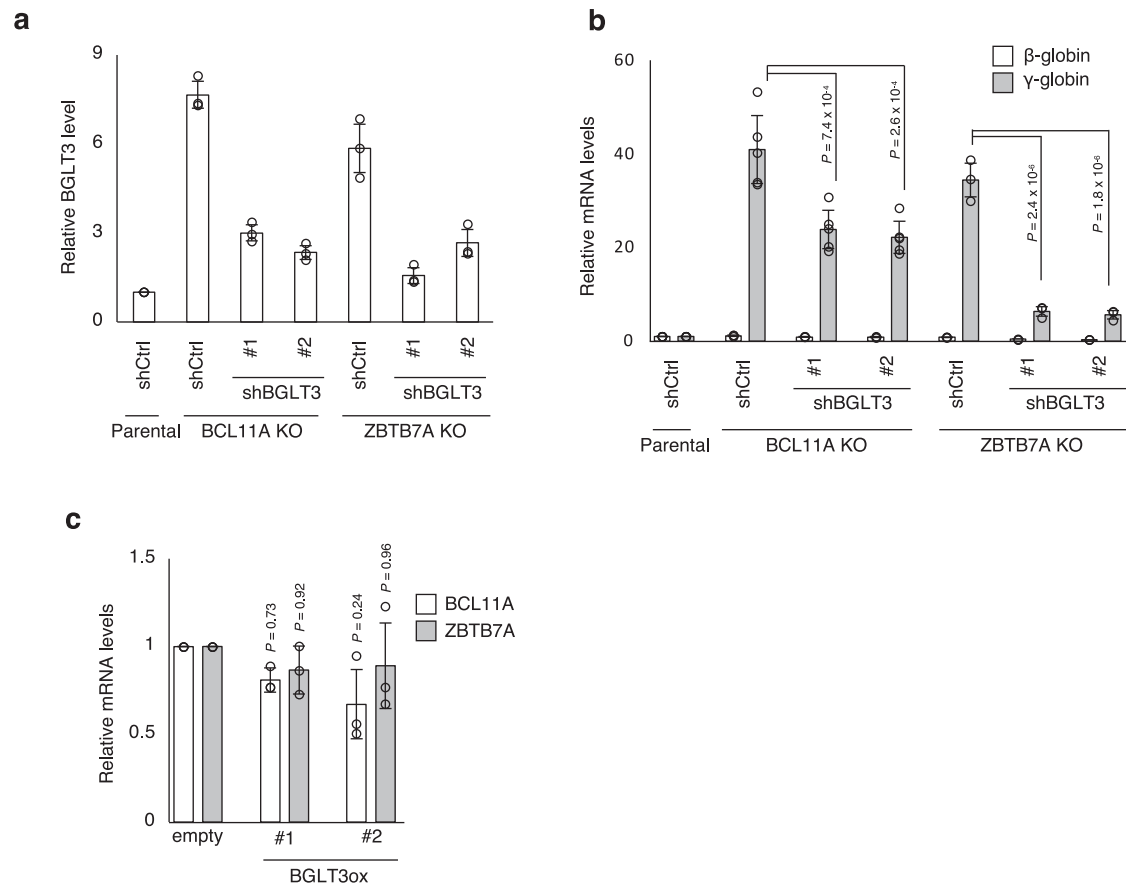 a
9
6
3
0
Relative BGLT3 level
shCtrl
shCtrl
#1
#2
shCtrl
#1
#2
shBGLT3
shBGLT3
Parental
BCL11A KO
ZBTB7A KO
b
60
40
20
0
Relative mRNA levels
β-globin
γ-globin
P = 7.4 x 10-4
P = 2.6 x 10-4
P = 2.4 x 10-6
P = 1.8 x 10-6
shCtrl
shCtrl
#1
#2
shCtrl
#1
#2
shBGLT3
shBGLT3
Parental
BCL11A KO
ZBTB7A KO
c
1.5
1
0.5
0
Relative mRNA levels
P = 0.73
P = 0.92
P = 0.24
P = 0.96
BCL11A
ZBTB7A
empty
#1
#2
BGLT3ox